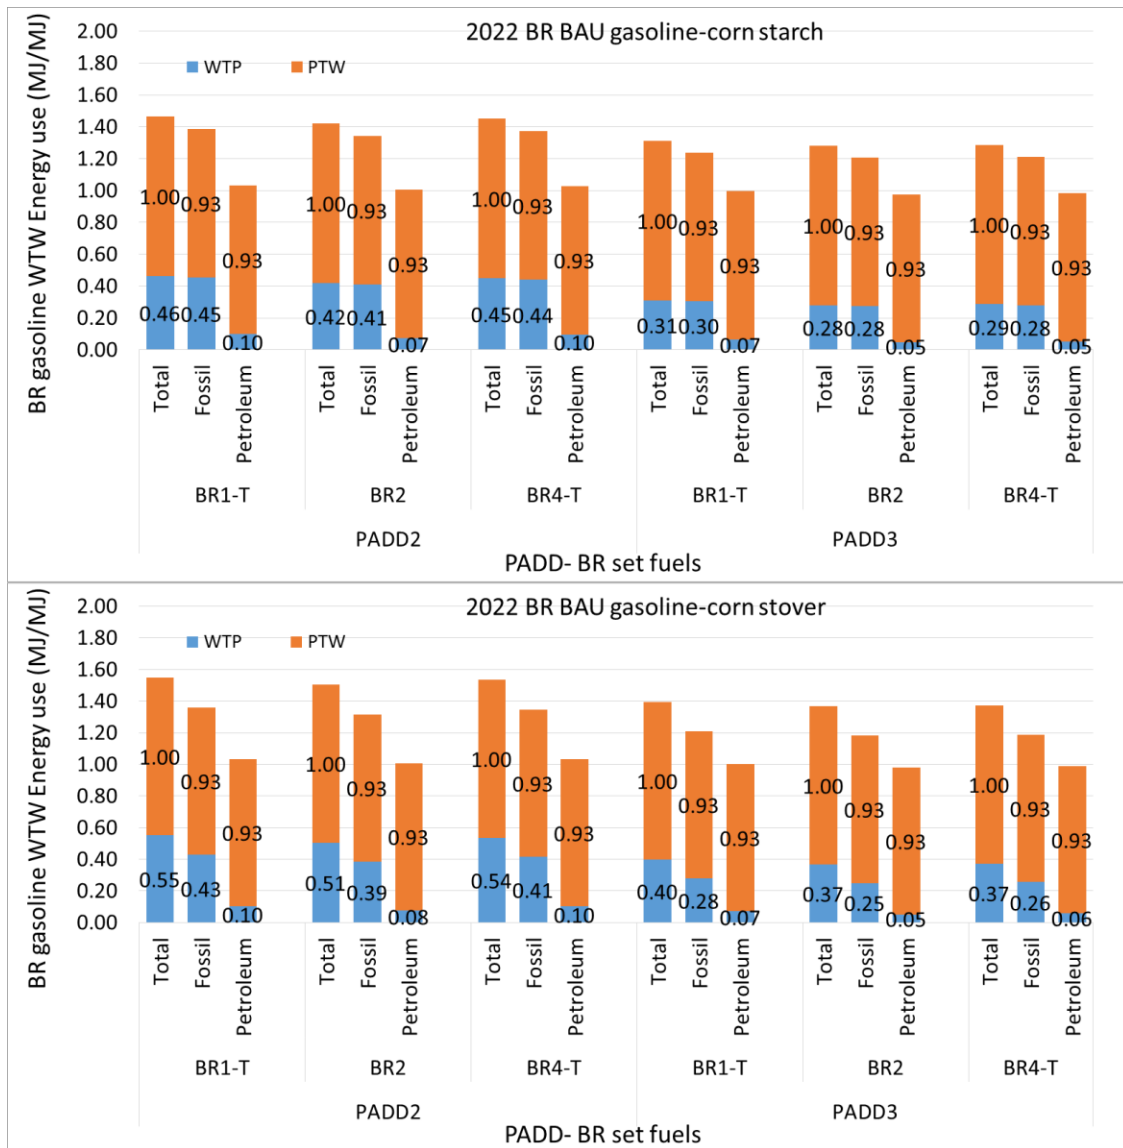 2022 BR BAU gasoline-corn starch
BR gasoline WTW Energy use (MJ/MJ)
WTP PTW
2.00
1.80
1.60
1.40
1.20
1.00
0.80
0.60
0.40
0.20
0.00
1.00 0.93 0.93 1.00 0.93 0.93 1.00 0.93 0.93 1.00 0.93 0.93 1.00 0.93 0.93 1.00 0.93 0.93
0.46 0.45 0.10 0.42 0.41 0.07 0.45 0.44 0.10 0.31 0.30 0.07 0.28 0.28 0.05 0.29 0.28 0.05
Total Fossil Petroleum Total Fossil Petroleum Total Fossil Petroleum Total Fossil Petroleum Total Fossil Petroleum Total Fossil Petroleum
BR1-T BR2 BR4-T BR1-T BR2 BR4-T
PADD2 PADD3
PADD- BR set fuels
2022 BR BAU gasoline-corn stover
BR gasoline WTW Energy use (MJ/MJ)
WTP PTW
2.00
1.80
1.60
1.40
1.20
1.00
0.80
0.60
0.40
0.20
0.00
1.00 0.93 0.93 1.00 0.93 0.93 1.00 0.93 0.93 1.00 0.93 0.93 1.00 0.93 0.93 1.00 0.93 0.93
0.55 0.43 0.10 0.51 0.39 0.08 0.54 0.41 0.10 0.40 0.28 0.07 0.37 0.25 0.05 0.37 0.26 0.06
Total Fossil Petroleum Total Fossil Petroleum Total Fossil Petroleum Total Fossil Petroleum Total Fossil Petroleum Total Fossil Petroleum
BR1-T BR2 BR4-T BR1-T BR2 BR4-T
PADD2 PADD3
PADD- BR set fuels